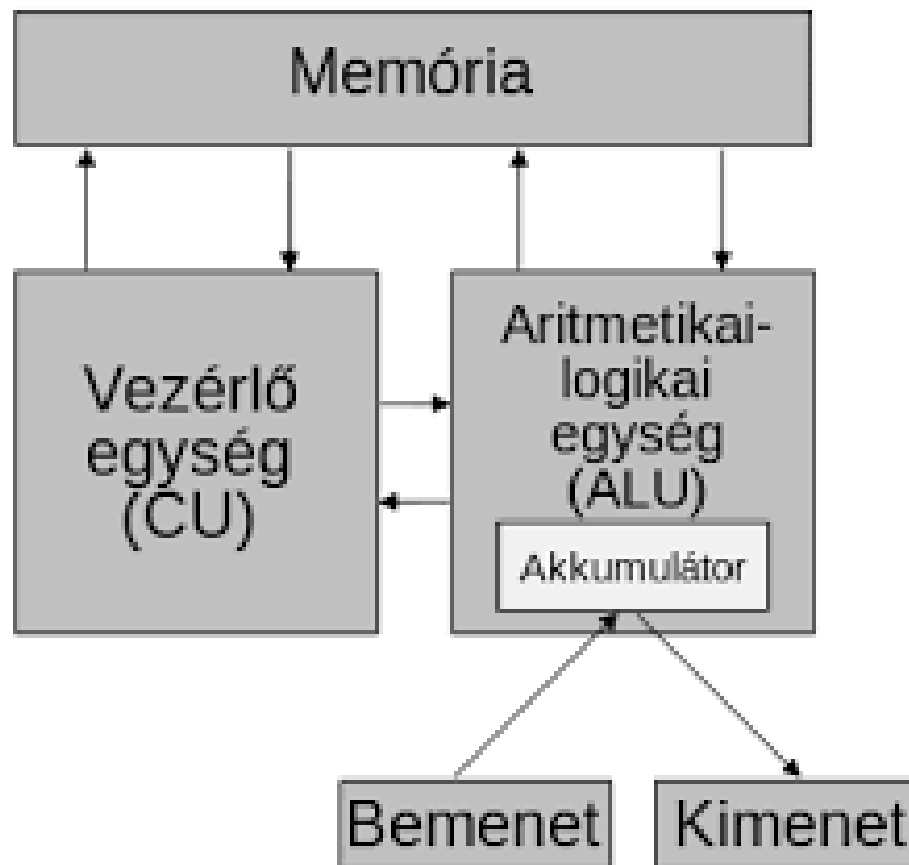 Memória
Vezérlő
egység
(CU)
Aritmetikai-
logikai
egység
(ALU)
Akkumulátor
Bemenet
Kimenet